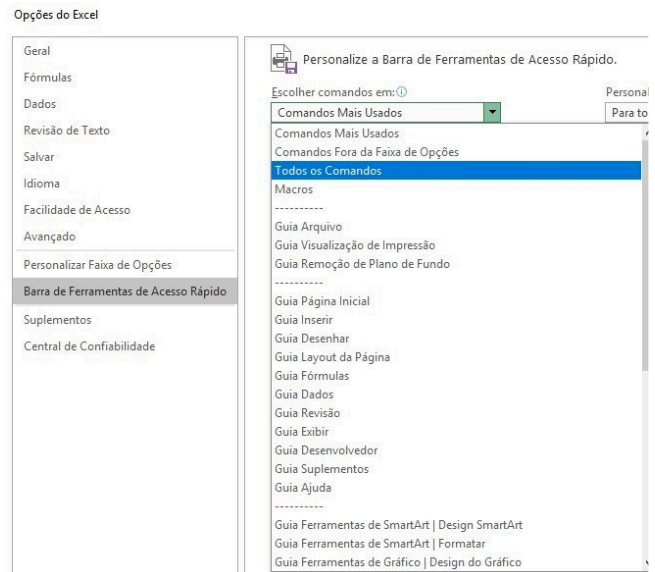 Opções do Excel
Geral
Fórmulas
Dados
Revisão de Texto
Salvar
Idioma
Facilidade de Acesso
Avançado
Personalizar Faixa de Opções
Barra de Ferramentas de Acesso Rápido
Suplementos
Central de Confiabilidade
Personalize a Barra de Ferramentas de Acesso Rápido.
Escolher comandos em:
Comandos Mais Usados
Comandos Mais Usados
Comandos Fora da Faixa de Opções
Todos os Comandos
Macros
----------
Guia Arquivo
Guia Visualização de Impressão
Guia Remoção de Plano de Fundo
----------
Guia Página Inicial
Guia Inserir
Guia Desenhar
Guia Layout da Página
Guia Fórmulas
Guia Dados
Guia Revisão
Guia Exibir
Guia Desenvolvedor
Guia Suplementos
Guia Ajuda
----------
Guia Ferramentas de SmartArt | Design SmartArt
Guia Ferramentas de SmartArt | Formatar
Guia Ferramentas de Gráfico | Design do Gráfico
Personal
Para to